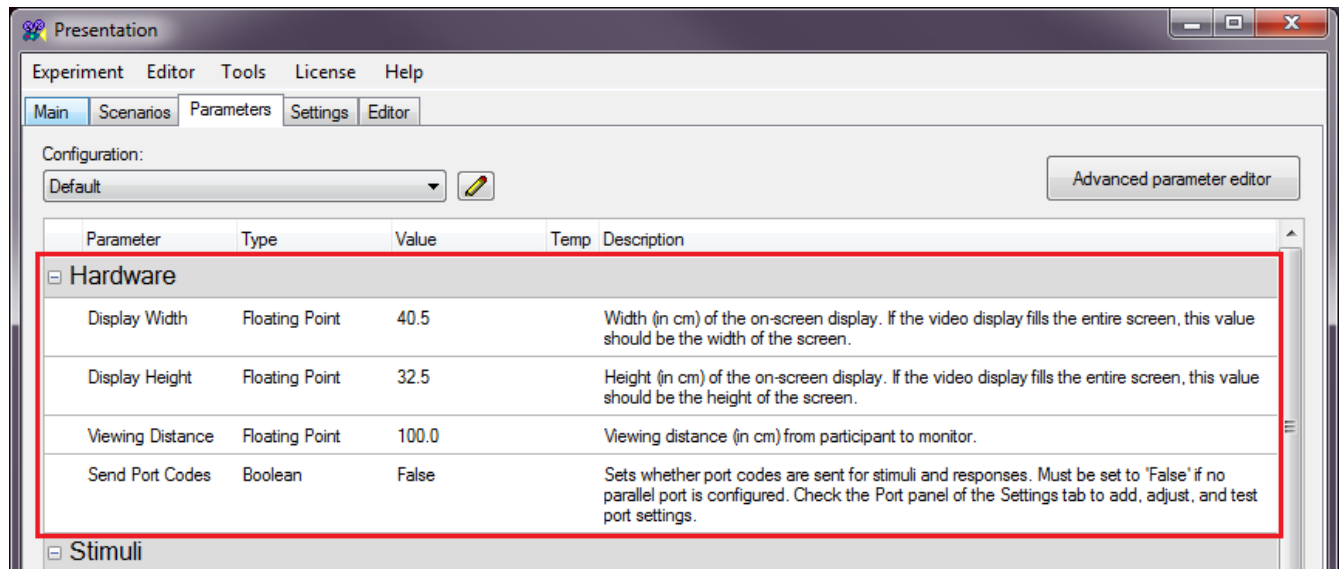 Presentation
Experiment Editor Tools License Help
Main Scenarios Parameters Settings Editor
Configuration:
Default
Advanced parameter editor
Parameter Type Value Temp Description
Hardware
Display Width Floating Point 40.5 Width (in cm) of the on-screen display. If the video display fills the entire screen, this value
should be the width of the screen.
Display Height Floating Point 32.5 Height (in cm) of the on-screen display. If the video display fills the entire screen, this value
should be the height of the screen.
Viewing Distance Floating Point 100.0 Viewing distance (in cm) from participant to monitor.
Send Port Codes Boolean False Sets whether port codes are sent for stimuli and responses. Must be set to 'False' if no
parallel port is configured. Check the Port panel of the Settings tab to add, adjust, and test
port settings.
Stimuli